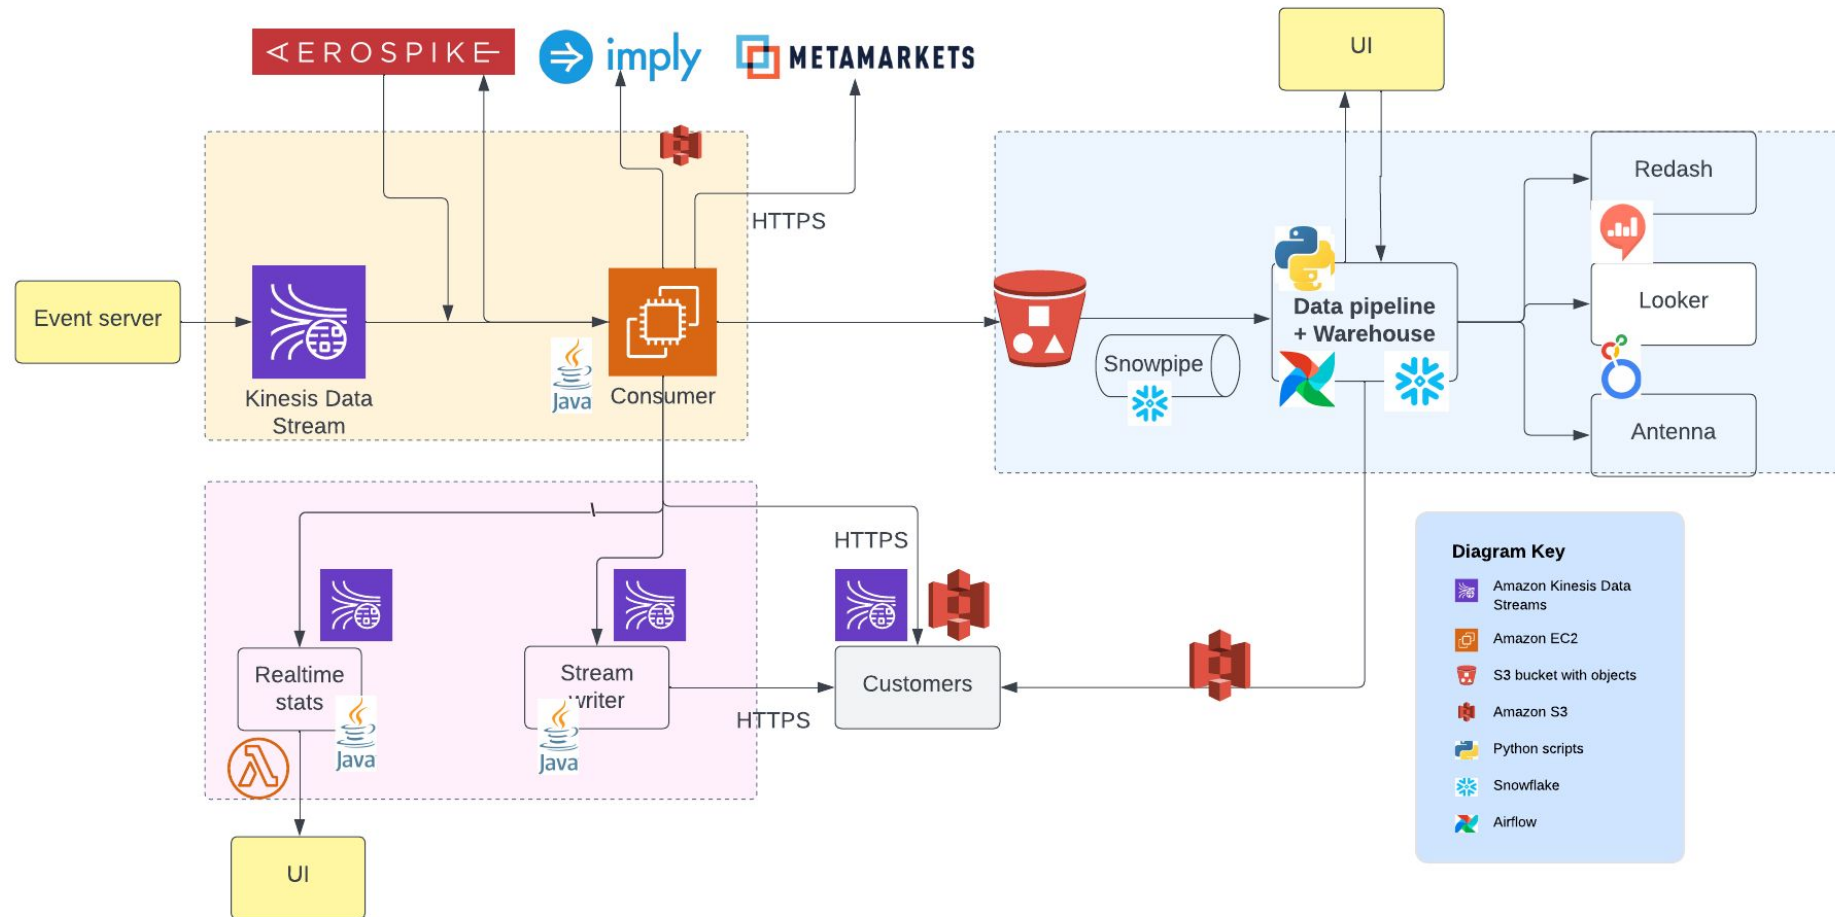 AEROSPIKE
imply
METAMARKETS
UI
HTTPS
Redash
Event server
Kinesis Data
Stream
Java
Consumer
Snowpipe
Data pipeline
+ Warehouse
Looker
Antenna
HTTPS
Realtime
stats
Java
Stream
writer
Java
HTTPS
Customers
UI
Diagram Key
Amazon Kinesis Data
Streams
Amazon EC2
S3 bucket with objects
Amazon S3
Python scripts
Snowflake
Airflow